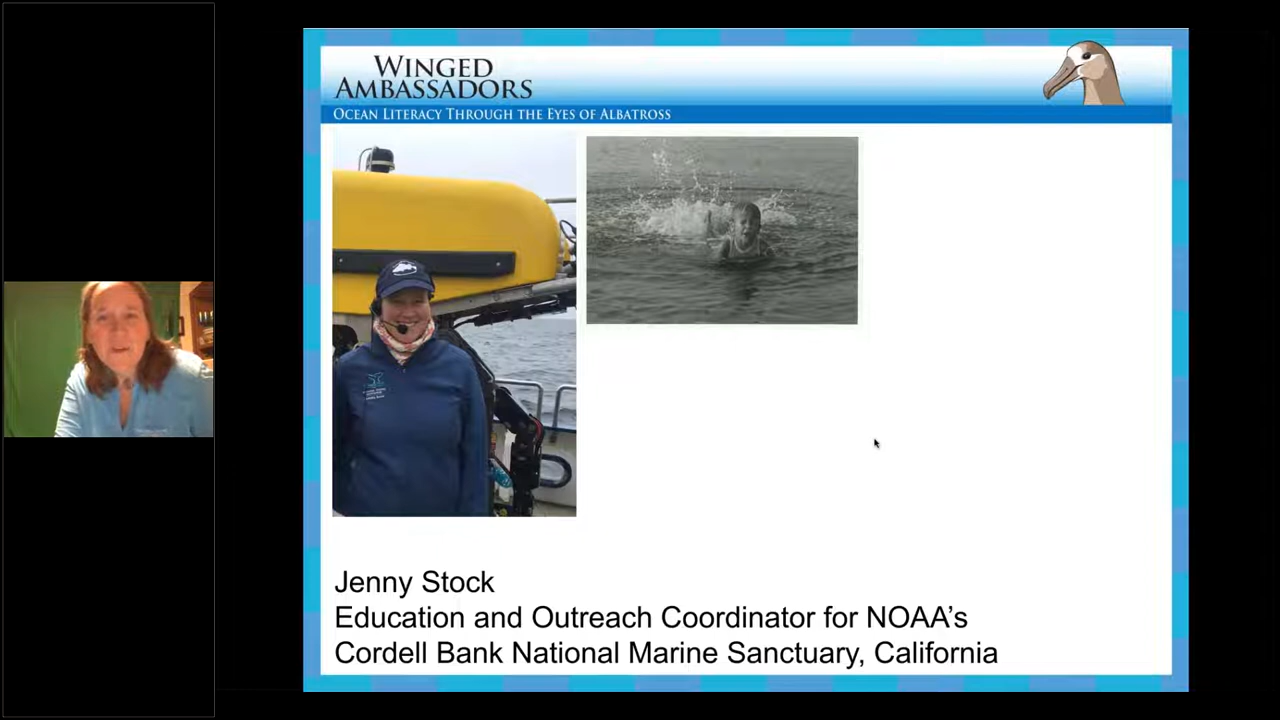 WINGED
AMBASSADORS
OCEAN LITERACY THROUGH THE EYES OF ALBATROSS
Jenny Stock
Education and Outreach Coordinator for NOAA's
Cordell Bank National Marine Sanctuary, California